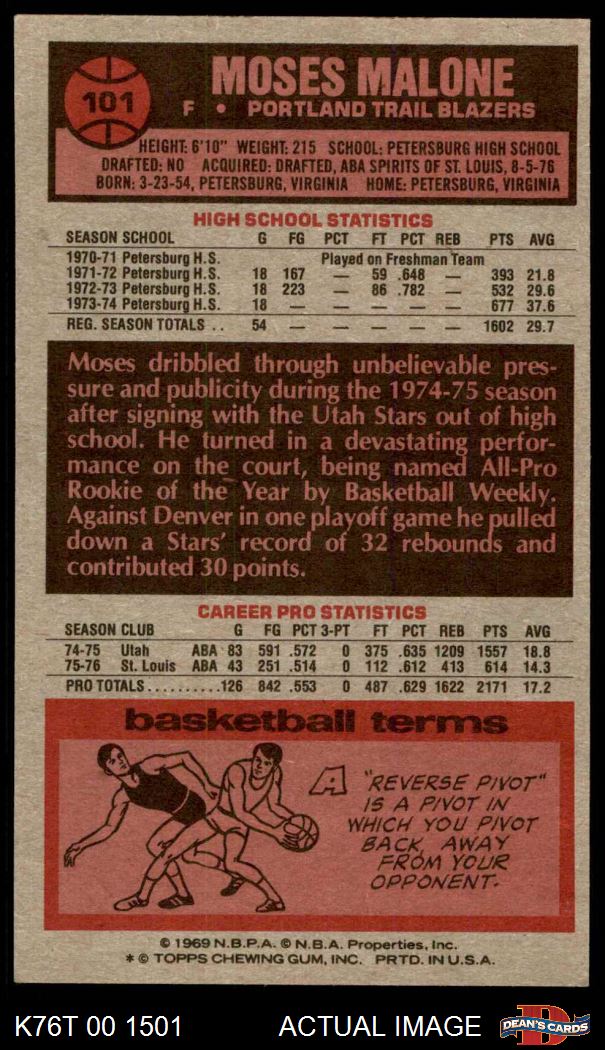 101
MOSES MALONE
F • PORTLAND TRAIL BLAZERS
HEIGHT: 6'10" WEIGHT: 215 SCHOOL: PETERSBURG HIGH SCHOOL
DRAFTED: NO ACQUIRED: DRAFTED, ABA SPIRITS OF ST. LOUIS, 8-5-76
BORN: 3-23-54, PETERSBURG, VIRGINIA HOME: PETERSBURG, VIRGINIA
HIGH SCHOOL STATISTICS
SEASON SCHOOL G FG PCT FT PCT REB PTS AVG
1970-71 Petersburg H.S. Played on Freshman Team
1971-72 Petersburg H.S. 18 167 — 59 .648 — 393 21.8
1972-73 Petersburg H.S. 18 223 — 86 .782 — 532 29.6
1973-74 Petersburg H.S. 18 — — — — — 677 37.6
REG. SEASON TOTALS .. 54 — — — — — 1602 29.7
Moses dribbled through unbelievable pres-
sure and publicity during the 1974-75 season
after signing with the Utah Stars out of high
school. He turned in a devastating perfor-
mance on the court, being named All-Pro
Rookie of the Year by Basketball Weekly.
Against Denver in one playoff game he pulled
down a Stars' record of 32 rebounds and
contributed 30 points.
CAREER PRO STATISTICS
SEASON CLUB G FG PCT 3-PT FT PCT REB PTS AVG
74-75 Utah ABA 83 591 .572 0 375 .635 1209 1557 18.8
75-76 St. Louis ABA 43 251 .514 0 112 .612 413 614 14.3
PRO TOTALS .......... 126 842 .553 0 487 .629 1622 2171 17.2
basketball terms
A "REVERSE PIVOT"
IS A PIVOT IN
WHICH YOU PIVOT
BACK, AWAY
FROM YOUR
OPPONENT.
© 1969 N.B.P.A. © N.B.A. Properties, Inc.
* © TOPPS CHEWING GUM, INC. PRTD. IN U.S.A.
K76T 00 1501 ACTUAL IMAGE D DEAN'S CARDS